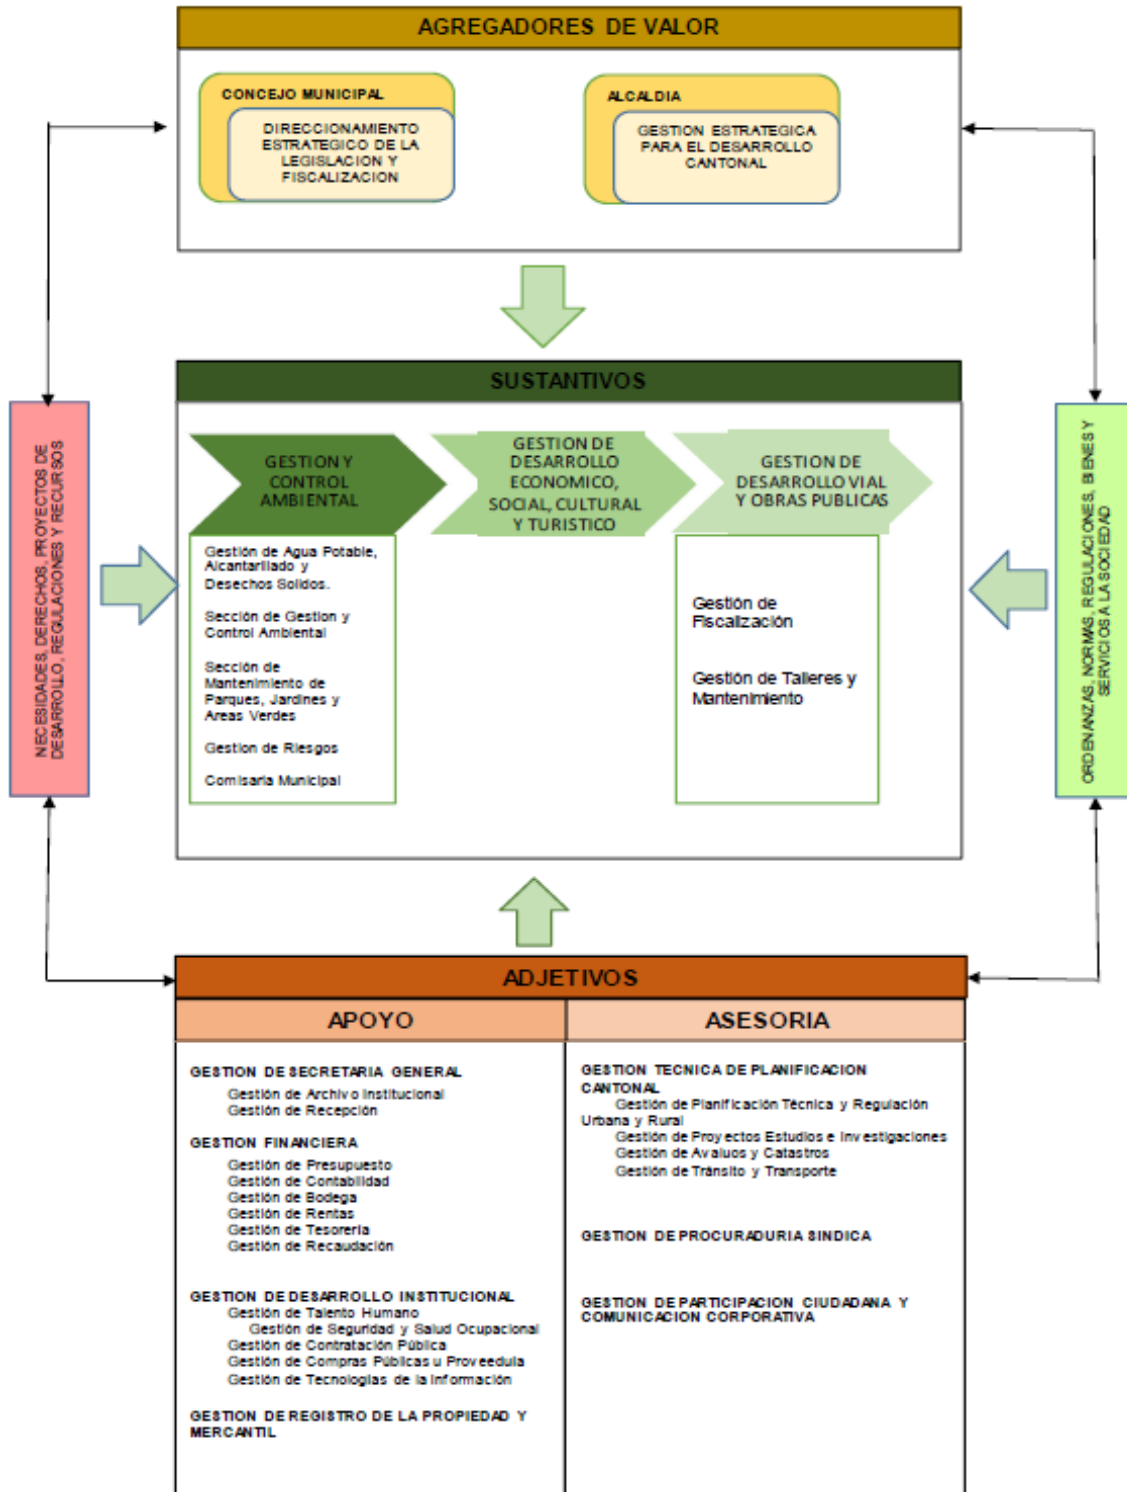 AGREGADORES DE VALOR
CONCEJO MUNICIPAL
DIRECCIONAMIENTO
ESTRATEGICO DE LA
LEGISLACION Y
FISCALIZACION
ALCALDIA
GESTION ESTRATEGICA
PARA EL DESARROLLO
CANTONAL
NECESIDADES, DERECHOS, PROYECTOS DE
DESARROLLO, REGULACIONES Y RECURSOS
SUSTANTIVOS
GESTION Y
CONTROL
AMBIENTAL
Gestión de Agua Potable,
Alcantarillado y
Desechos Solidos.
Sección de Gestion y
Control Ambiental
Sección de
Mantenimiento de
Parques, Jardines y
Areas Verdes
Gestion de Riesgos
Comisaria Municipal
GESTION DE
DESARROLLO
ECONOMICO,
SOCIAL, CULTURAL
Y TURISTICO
GESTION DE
DESARROLLO VIAL
Y OBRAS PUBLICAS
Gestión de
Fiscalización
Gestión de Talleres y
Mantenimiento
ORDENANZAS, NORMAS, REGULACIONES, BIENES Y
SERVICIOS A LA SOCIEDAD
ADJETIVOS
APOYO
GESTION DE SECRETARIA GENERAL
Gestión de Archivo Institucional
Gestión de Recepción
GESTION FINANCIERA
Gestión de Presupuesto
Gestión de Contabilidad
Gestión de Bodega
Gestión de Rentas
Gestión de Tesorería
Gestión de Recaudación
GESTION DE DESARROLLO INSTITUCIONAL
Gestión de Talento Humano
Gestión de Seguridad y Salud Ocupacional
Gestión de Contratación Pública
Gestión de Compras Públicas u Proveedula
Gestión de Tecnologías de la Información
GESTION DE REGISTRO DE LA PROPIEDAD Y
MERCANTIL
ASESORIA
GESTION TECNICA DE PLANIFICACION
CANTONAL
Gestión de Planificación Técnica y Regulación
Urbana y Rural
Gestión de Proyectos Estudios e Investigaciones
Gestión de Avaluos y Catastros
Gestión de Tránsito y Transporte
GESTION DE PROCURADURIA SINDICA
GESTION DE PARTICIPACION CIUDADANA Y
COMUNICACION CORPORATIVA